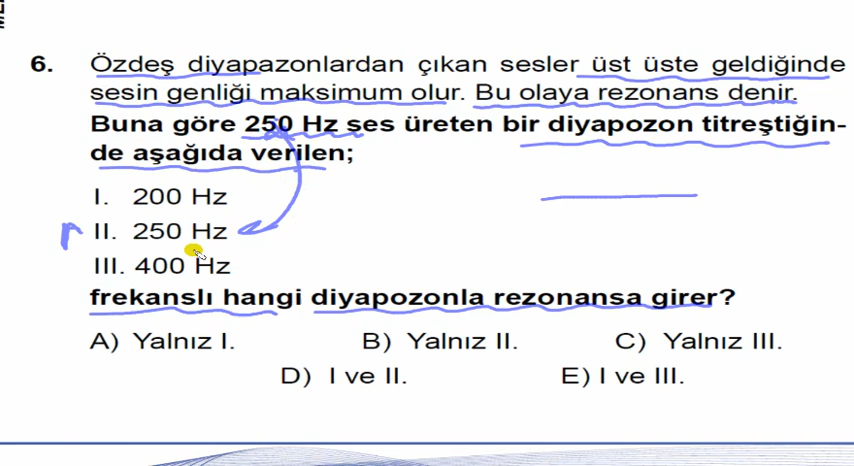 6. Özdeş diyapazonlardan çıkan sesler üst üste geldiğinde
sesin genliği maksimum olur. Bu olaya rezonans denir.
Buna göre 250 Hz ses üreten bir diyapozon titreştiğin-
de aşağıda verilen;
I. 200 Hz
II. 250 Hz
III. 400 Hz
frekanslı hangi diyapozonla rezonansa girer?
A) Yalnız I. B) Yalnız II. C) Yalnız III.
D) I ve II. E) I ve III.